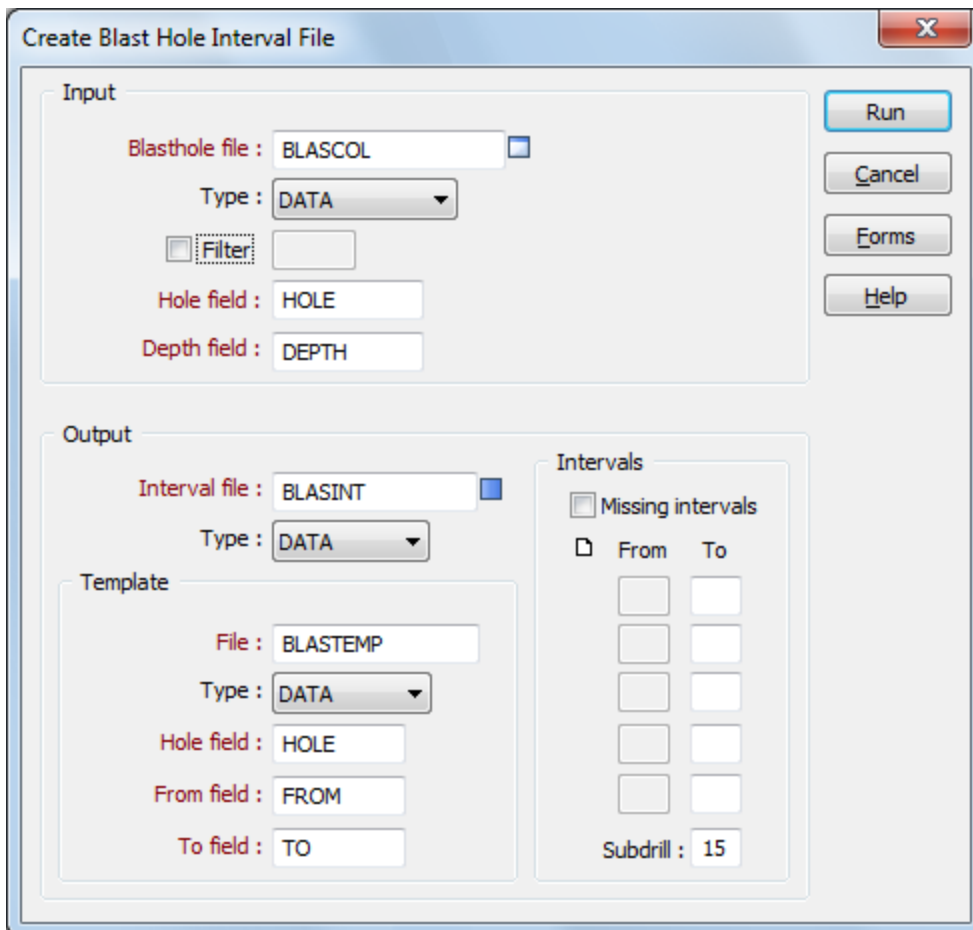 Create Blast Hole Interval File
Input
Blasthole file : BLASCOL
Type : DATA
Filter
Hole field : HOLE
Depth field : DEPTH
Run
Cancel
Forms
Help
Output
Interval file : BLASINT
Type : DATA
Template
File : BLASTEMP
Type : DATA
Hole field : HOLE
From field : FROM
To field : TO
Intervals
Missing intervals
From To
Subdrill : 15